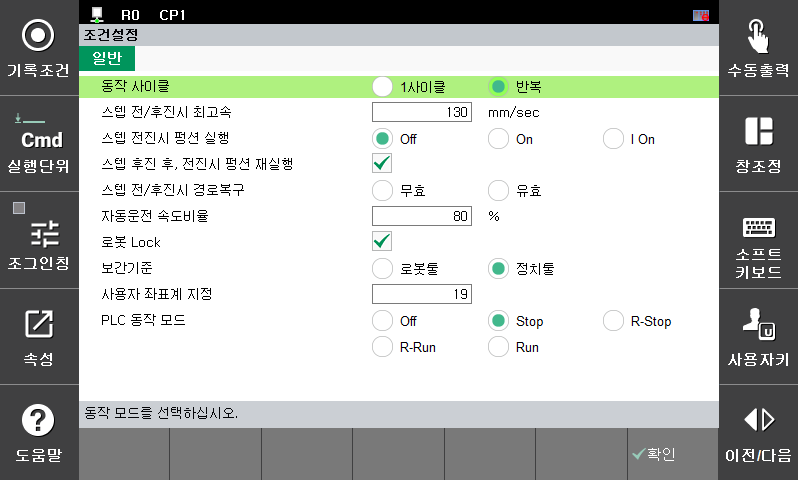 R0 CP1
조건설정
일반
동작 사이클 1사이클 반복
스텝 전/후진시 최고속 130 mm/sec
스텝 전진시 펑션 실행 Off On I On
스텝 후진 후, 전진시 펑션 재실행
스텝 전/후진시 경로복구 무효 유효
자동운전 속도비율 80 %
로봇 Lock
보간기준 로봇툴 정치툴
사용자 좌표계 지정 19
PLC 동작 모드 Off Stop R-Stop
R-Run Run
동작 모드를 선택하십시오.
확인
기록조건
Cmd
실행단위
조그인칭
속성
도움말
수동출력
창조정
소프트
키보드
U
사용자키
이전/다음